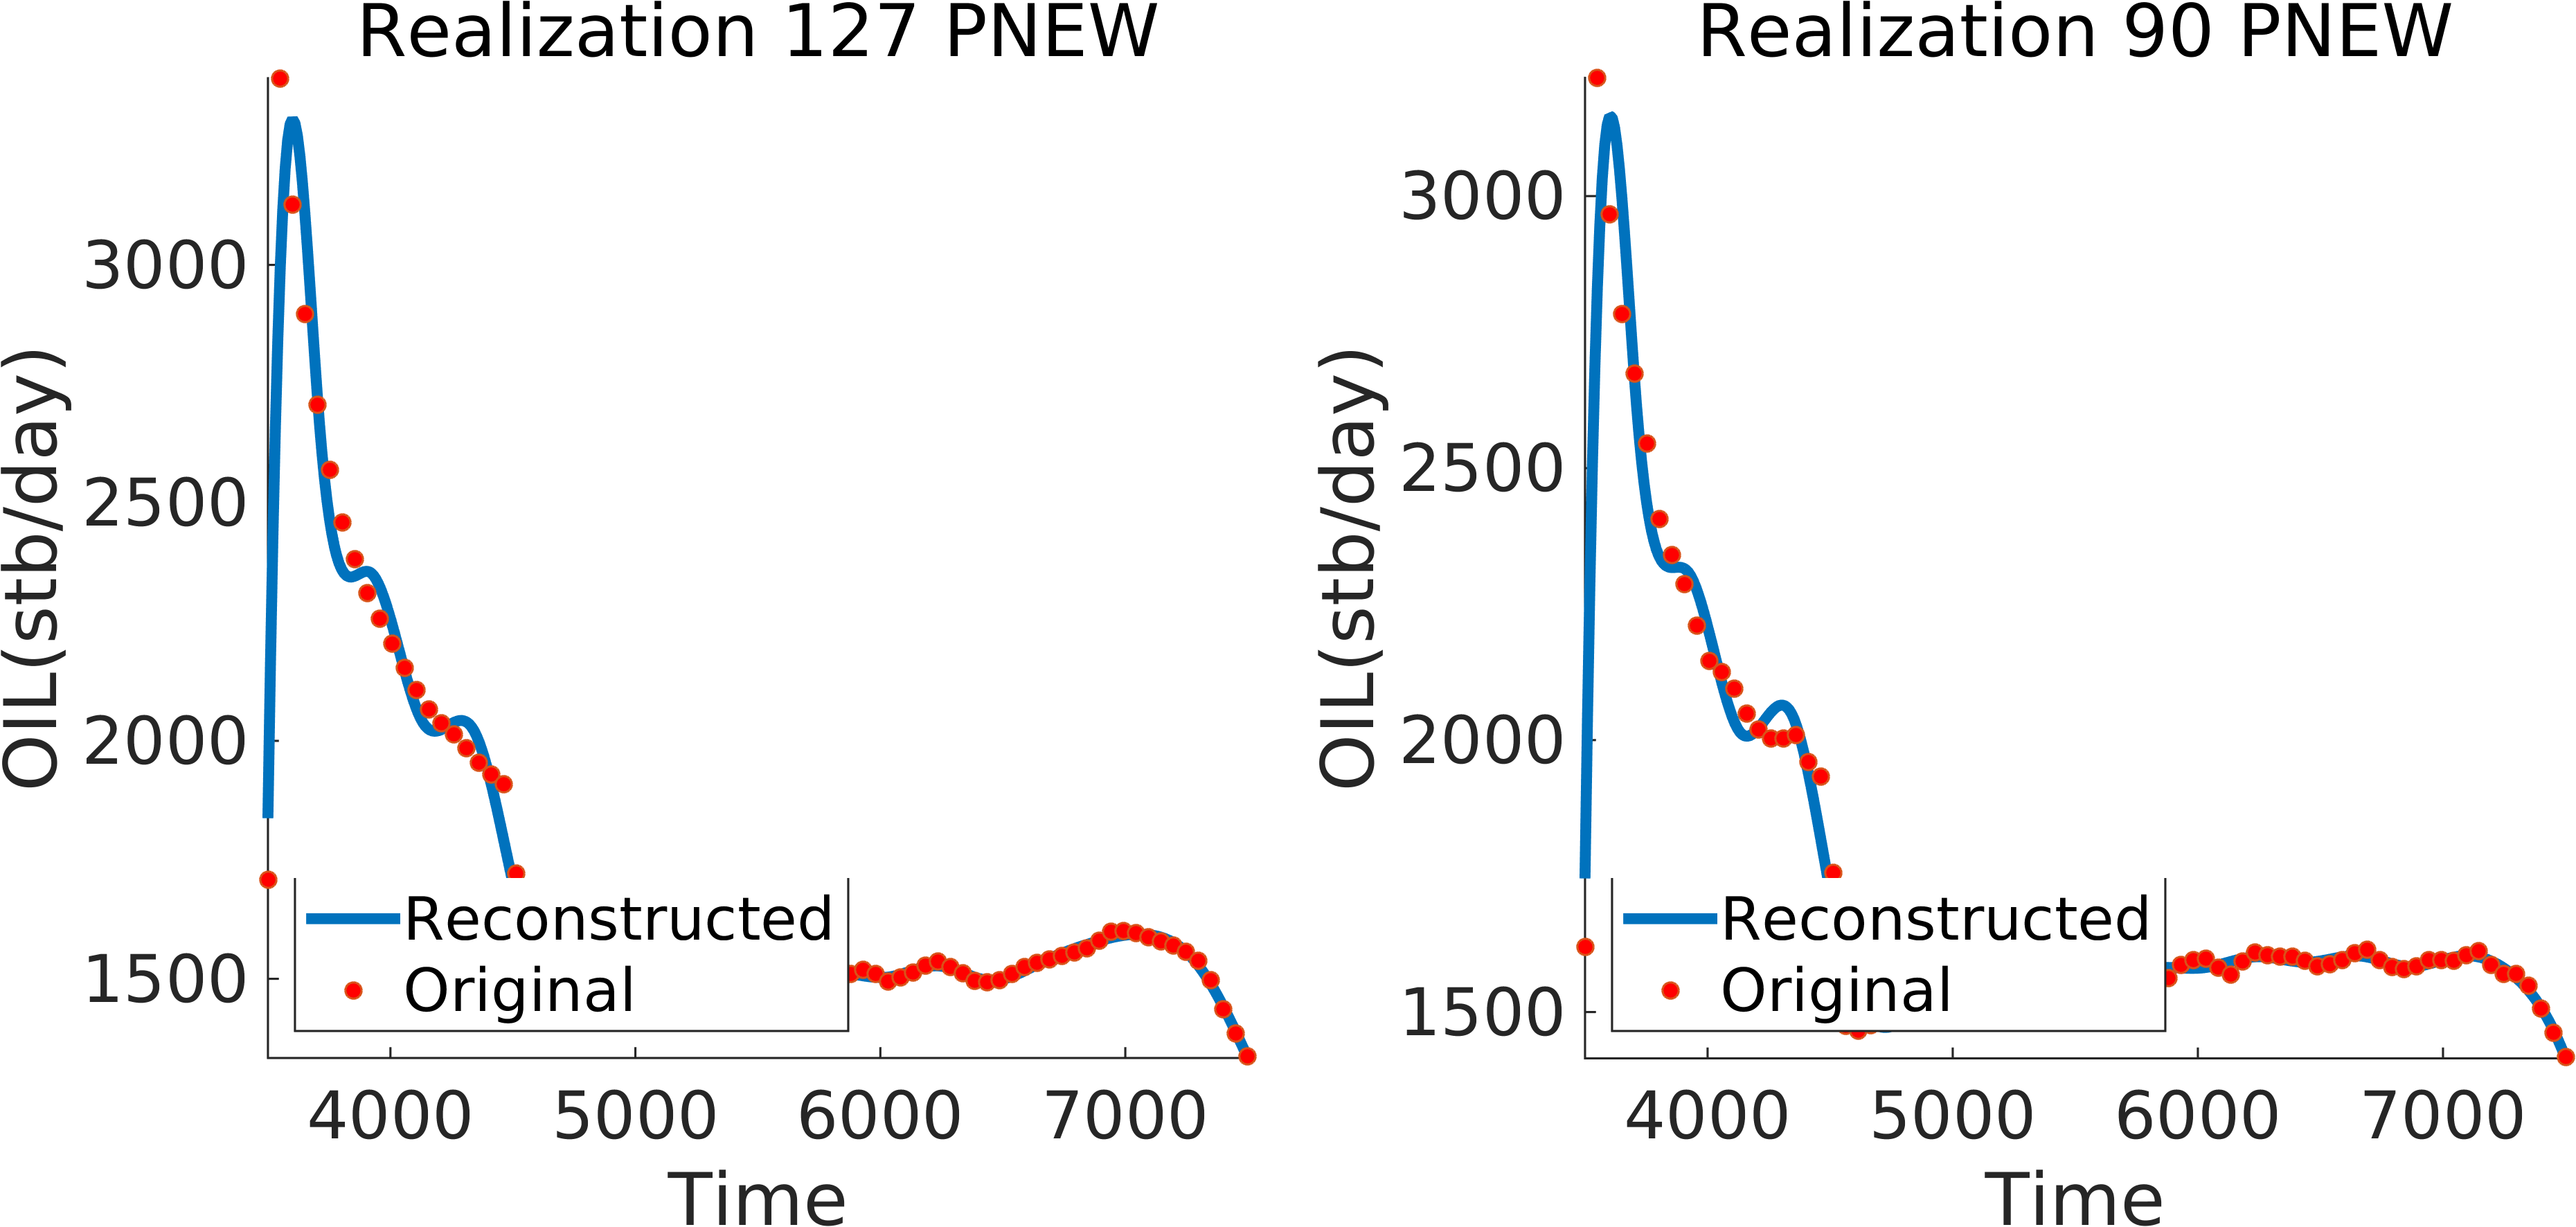 Realization 127 PNEW
OIL(stb/day)
3000
2500
2000
1500
Reconstructed
Original
4000 5000 6000 7000
Time
Realization 90 PNEW
OIL(stb/day)
3000
2500
2000
1500
Reconstructed
Original
4000 5000 6000 7000
Time